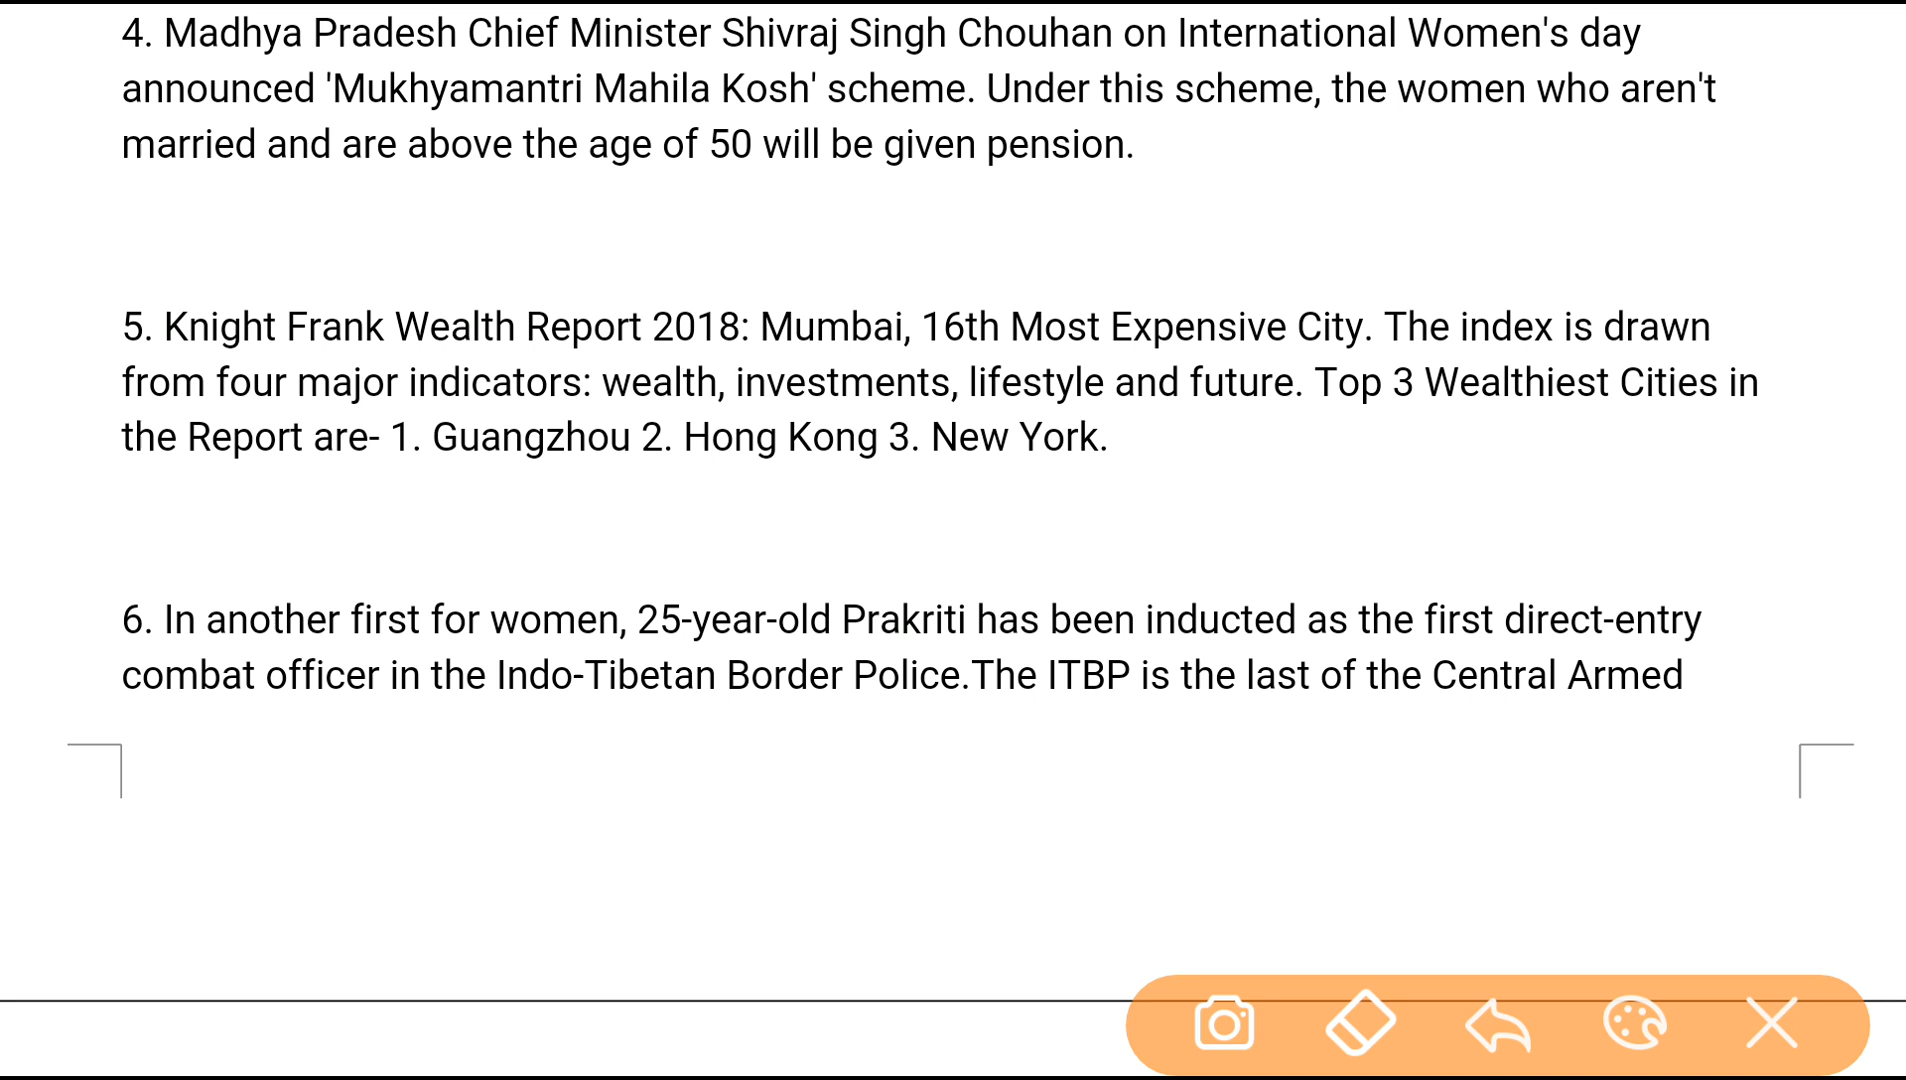 4. Madhya Pradesh Chief Minister Shivraj Singh Chouhan on International Women's day
announced 'Mukhyamantri Mahila Kosh' scheme. Under this scheme, the women who aren't
married and are above the age of 50 will be given pension.
5. Knight Frank Wealth Report 2018: Mumbai, 16th Most Expensive City. The index is drawn
from four major indicators: wealth, investments, lifestyle and future. Top 3 Wealthiest Cities in
the Report are- 1. Guangzhou 2. Hong Kong 3. New York.
6. In another first for women, 25-year-old Prakriti has been inducted as the first direct-entry
combat officer in the Indo-Tibetan Border Police.The ITBP is the last of the Central Armed